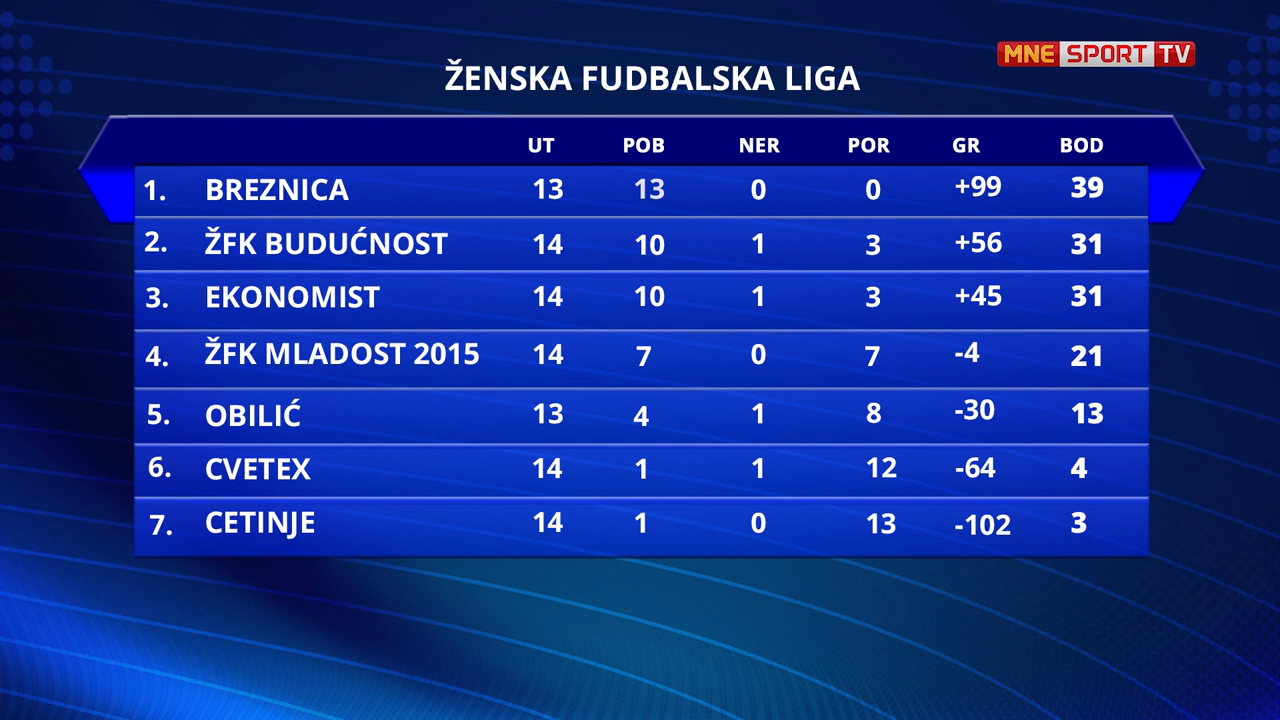 MNE SPORT TV
ŽENSKA FUDBALSKA LIGA
UT POB NER POR GR BOD
1. BREZNICA 13 13 0 0 +99 39
2. ŽFK BUDUĆNOST 14 10 1 3 +56 31
3. EKONOMIST 14 10 1 3 +45 31
4. ŽFK MLADOST 2015 14 7 0 7 -4 21
5. OBILIĆ 13 4 1 8 -30 13
6. CVETEX 14 1 1 12 -64 4
7. CETINJE 14 1 0 13 -102 3